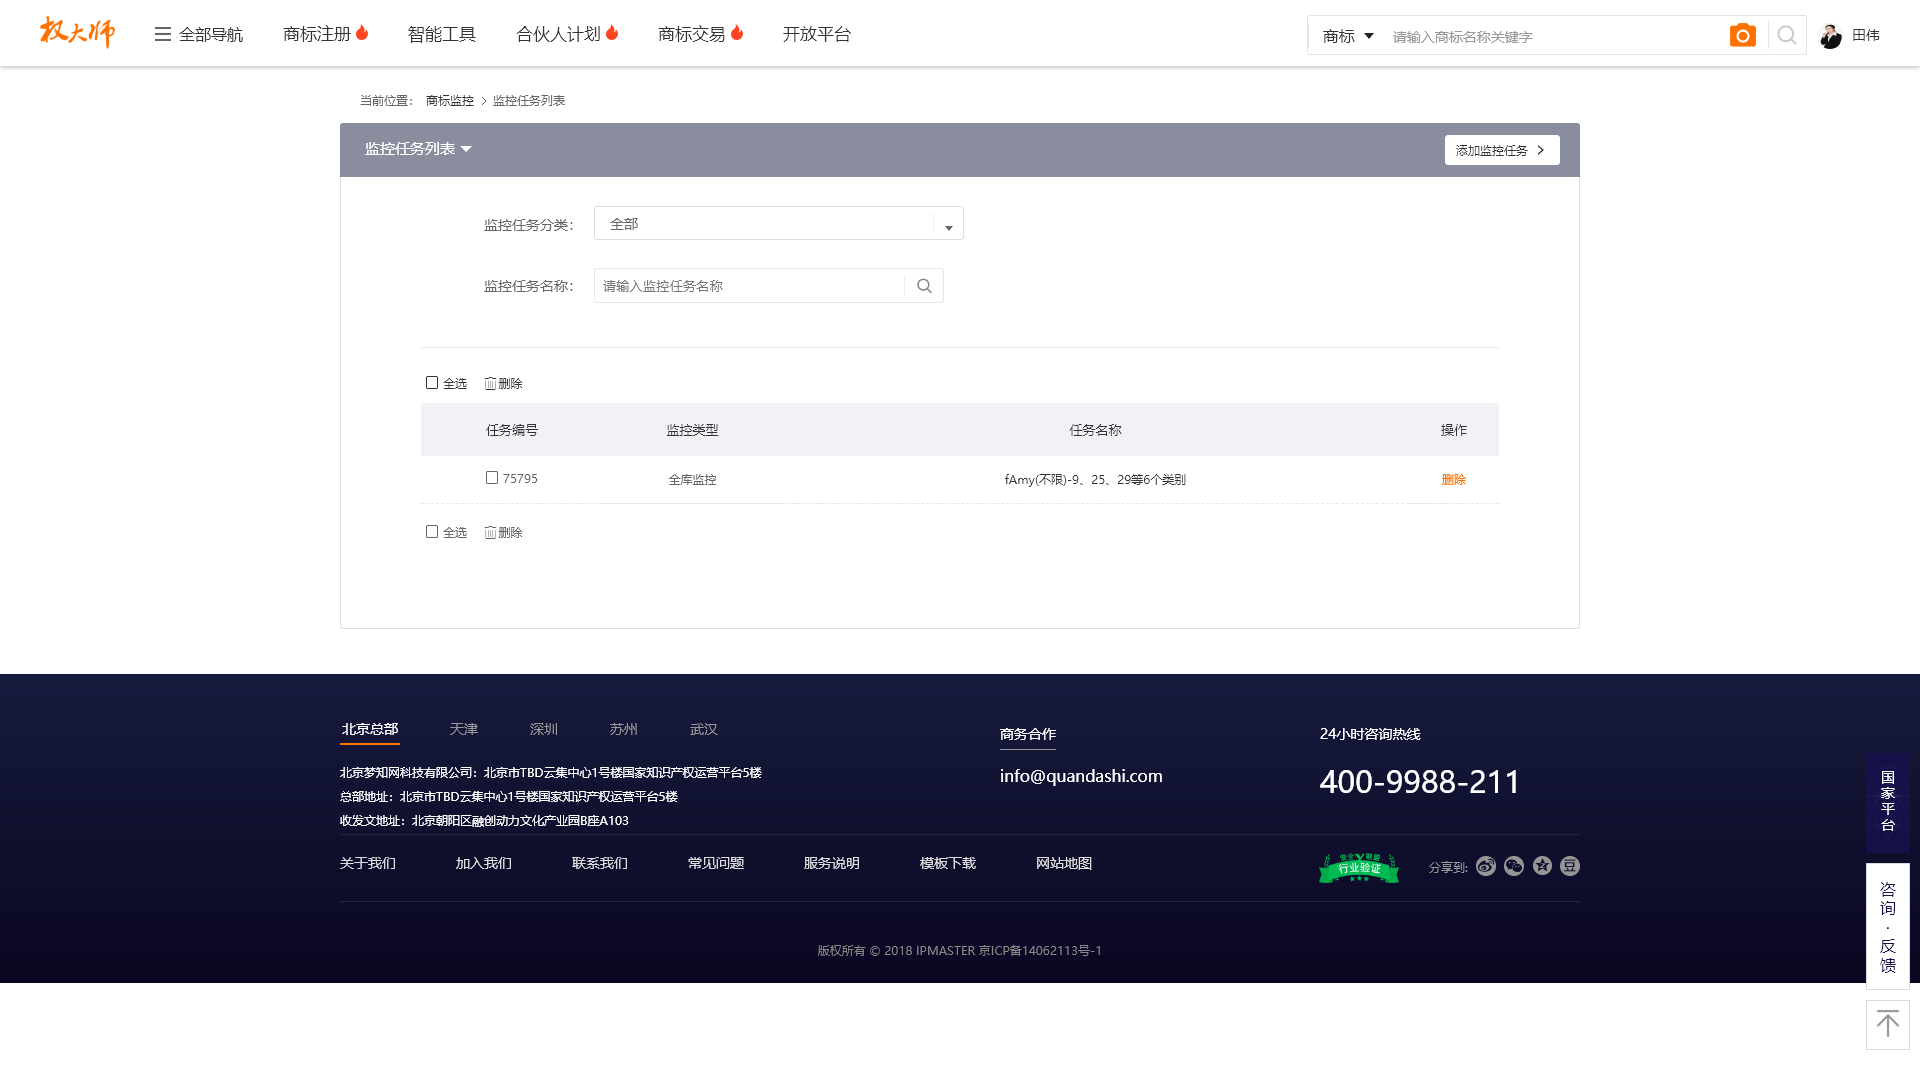 权大师 全部导航 商标注册 智能工具 合伙人计划 商标交易 开放平台 商标 请输入商标名称关键字 田伟
当前位置： 商标监控 > 监控任务列表
监控任务列表 添加监控任务 >
监控任务分类： 全部
监控任务名称： 请输入监控任务名称
全选 删除
任务编号 监控类型 任务名称 操作
75795 全库监控 fAmy(不限)-9、25、29等6个类别 删除
全选 删除
北京总部 天津 深圳 苏州 武汉
北京梦知网科技有限公司：北京市TBD云集中心1号楼国家知识产权运营平台5楼
总部地址：北京市TBD云集中心1号楼国家知识产权运营平台5楼
收发文地址：北京朝阳区融创动力文化产业园B座A103
商务合作
info@quandashi.com
24小时咨询热线
400-9988-211
关于我们 加入我们 联系我们 常见问题 服务说明 模板下载 网站地图
安全V联盟
行业验证
分享到:
豆
版权所有 © 2018 IPMASTER 京ICP备14062113号-1
国家平台
咨询·反馈